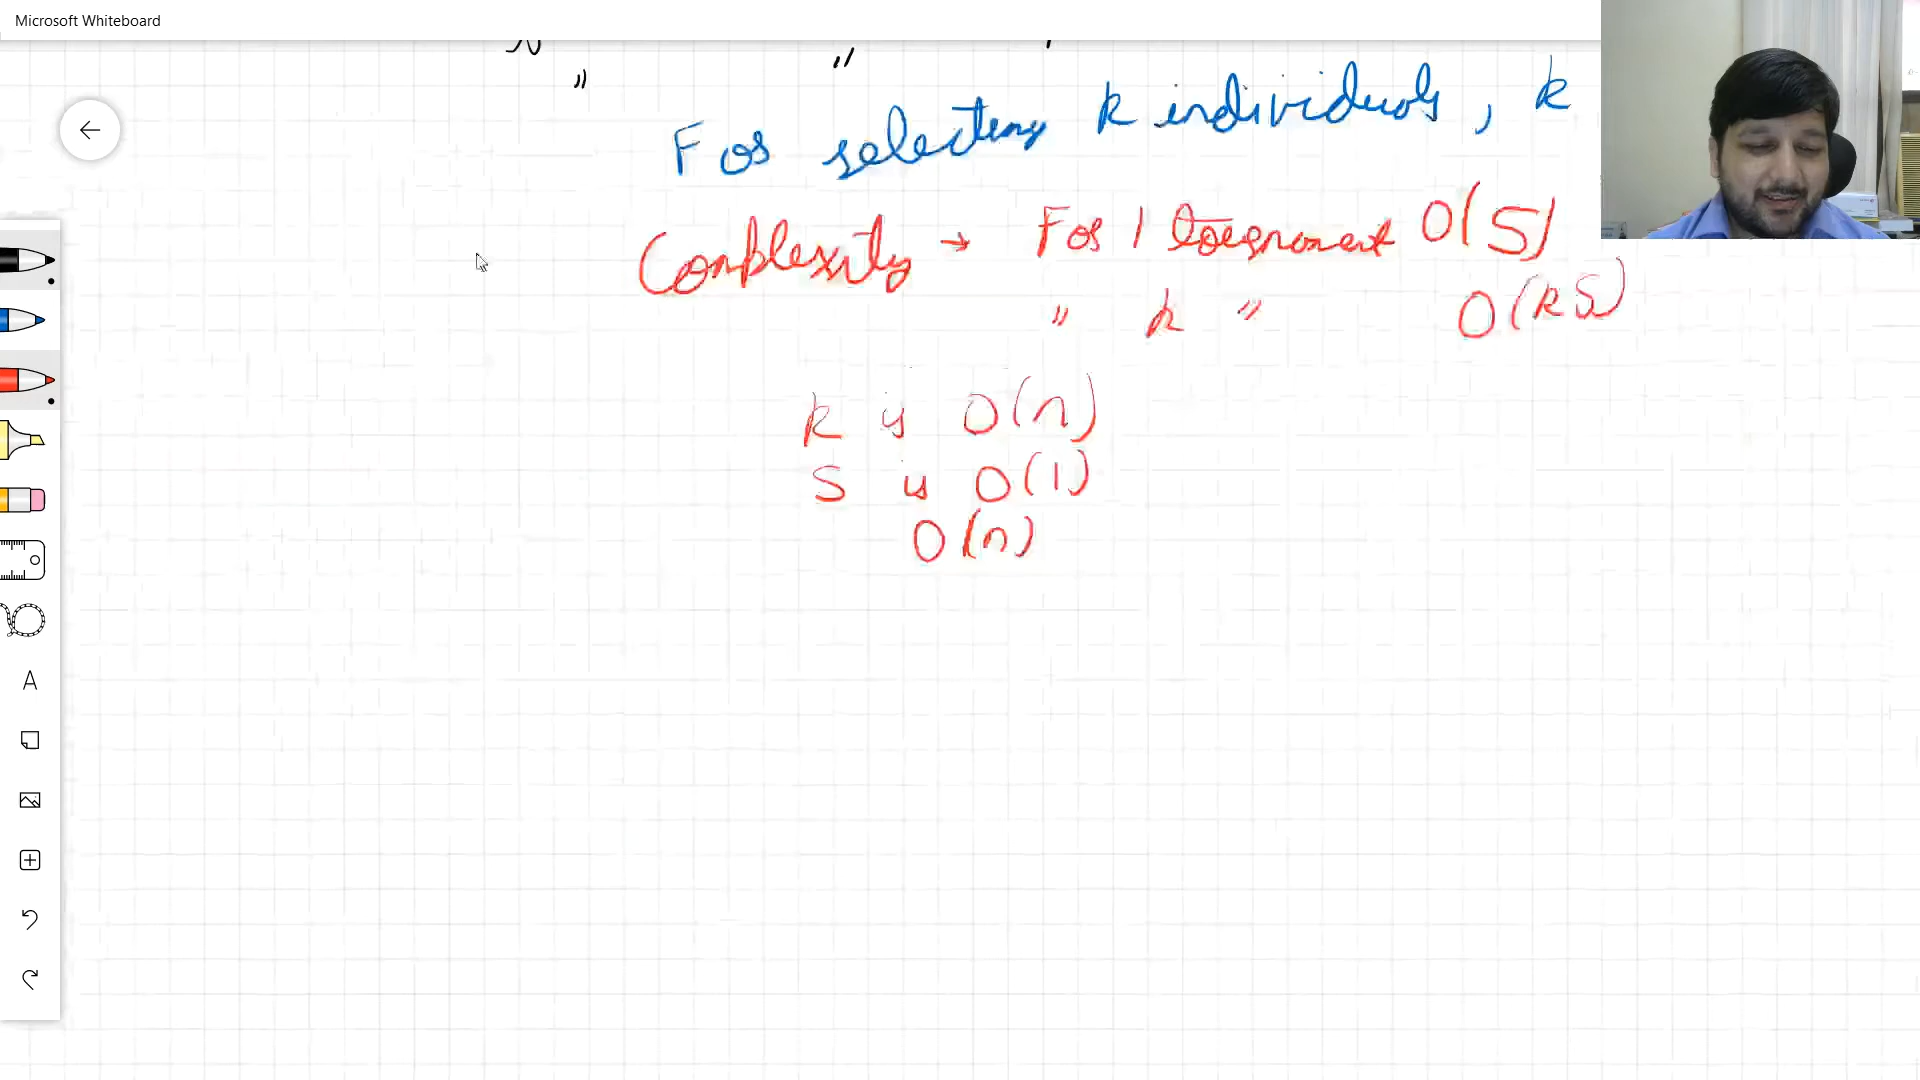 Microsoft Whiteboard
For selecting k individuals, k
Complexity → For 1 tournament O(S)
" k " O(kS)
k is O(n)
S is O(1)
O(n)
A